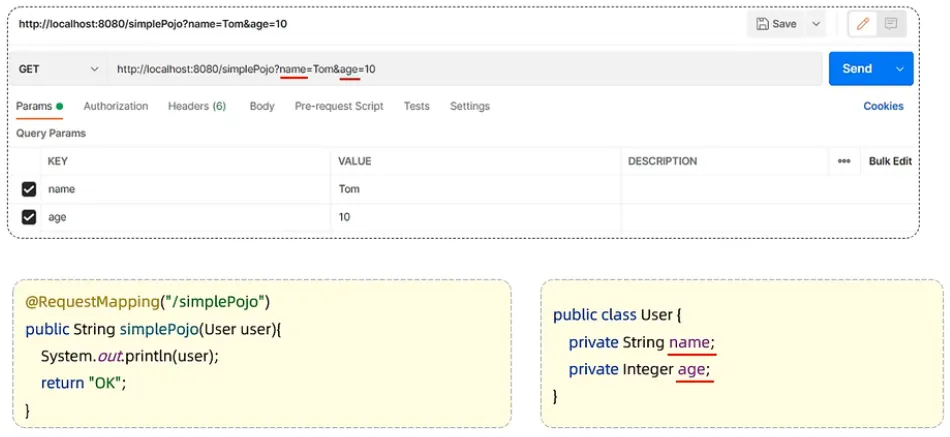 http://localhost:8080/simplePojo?name=Tom&age=10
Save
GET http://localhost:8080/simplePojo?name=Tom&age=10 Send
Params Authorization Headers (6) Body Pre-request Script Tests Settings Cookies
Query Params
KEY VALUE DESCRIPTION ••• Bulk Edit
name Tom
age 10
@RequestMapping("/simplePojo")
public String simplePojo(User user){
System.out.println(user);
return "OK";
}
public class User {
private String name;
private Integer age;
}